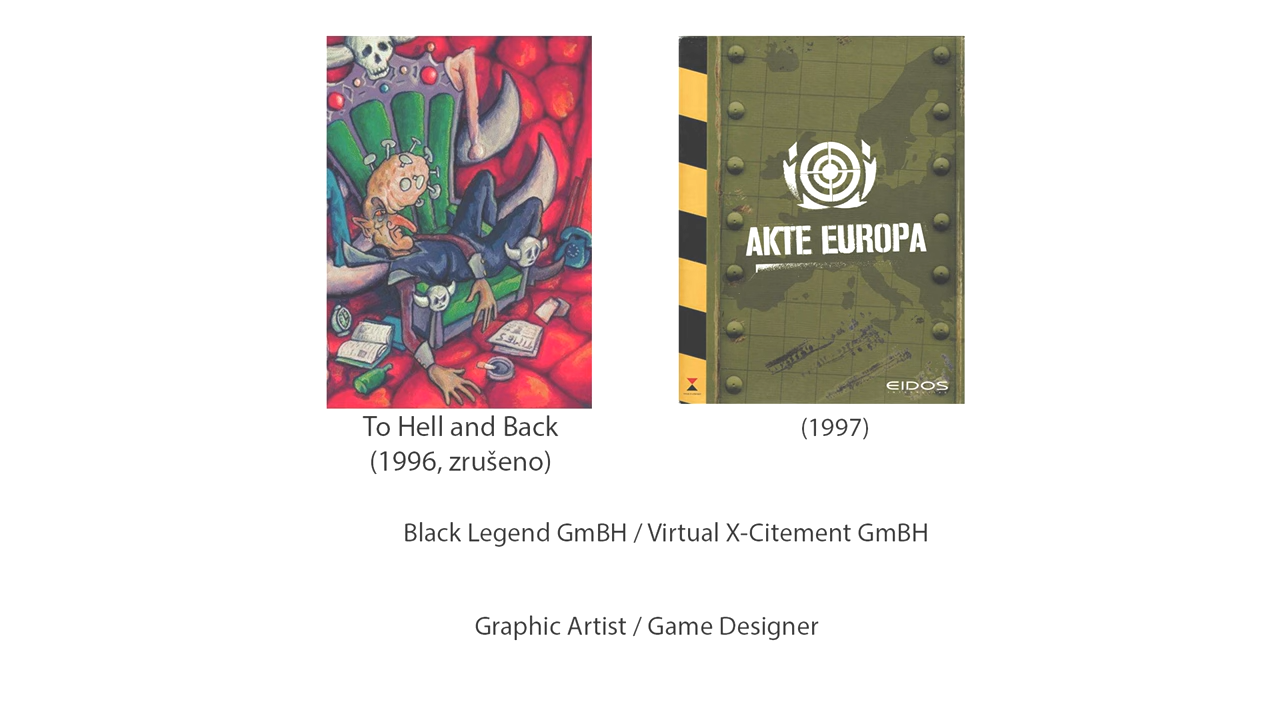 AKTE EUROPA
EIDOS
To Hell and Back
(1996, zrušeno)
(1997)
Black Legend GmBH / Virtual X-Citement GmBH
Graphic Artist / Game Designer